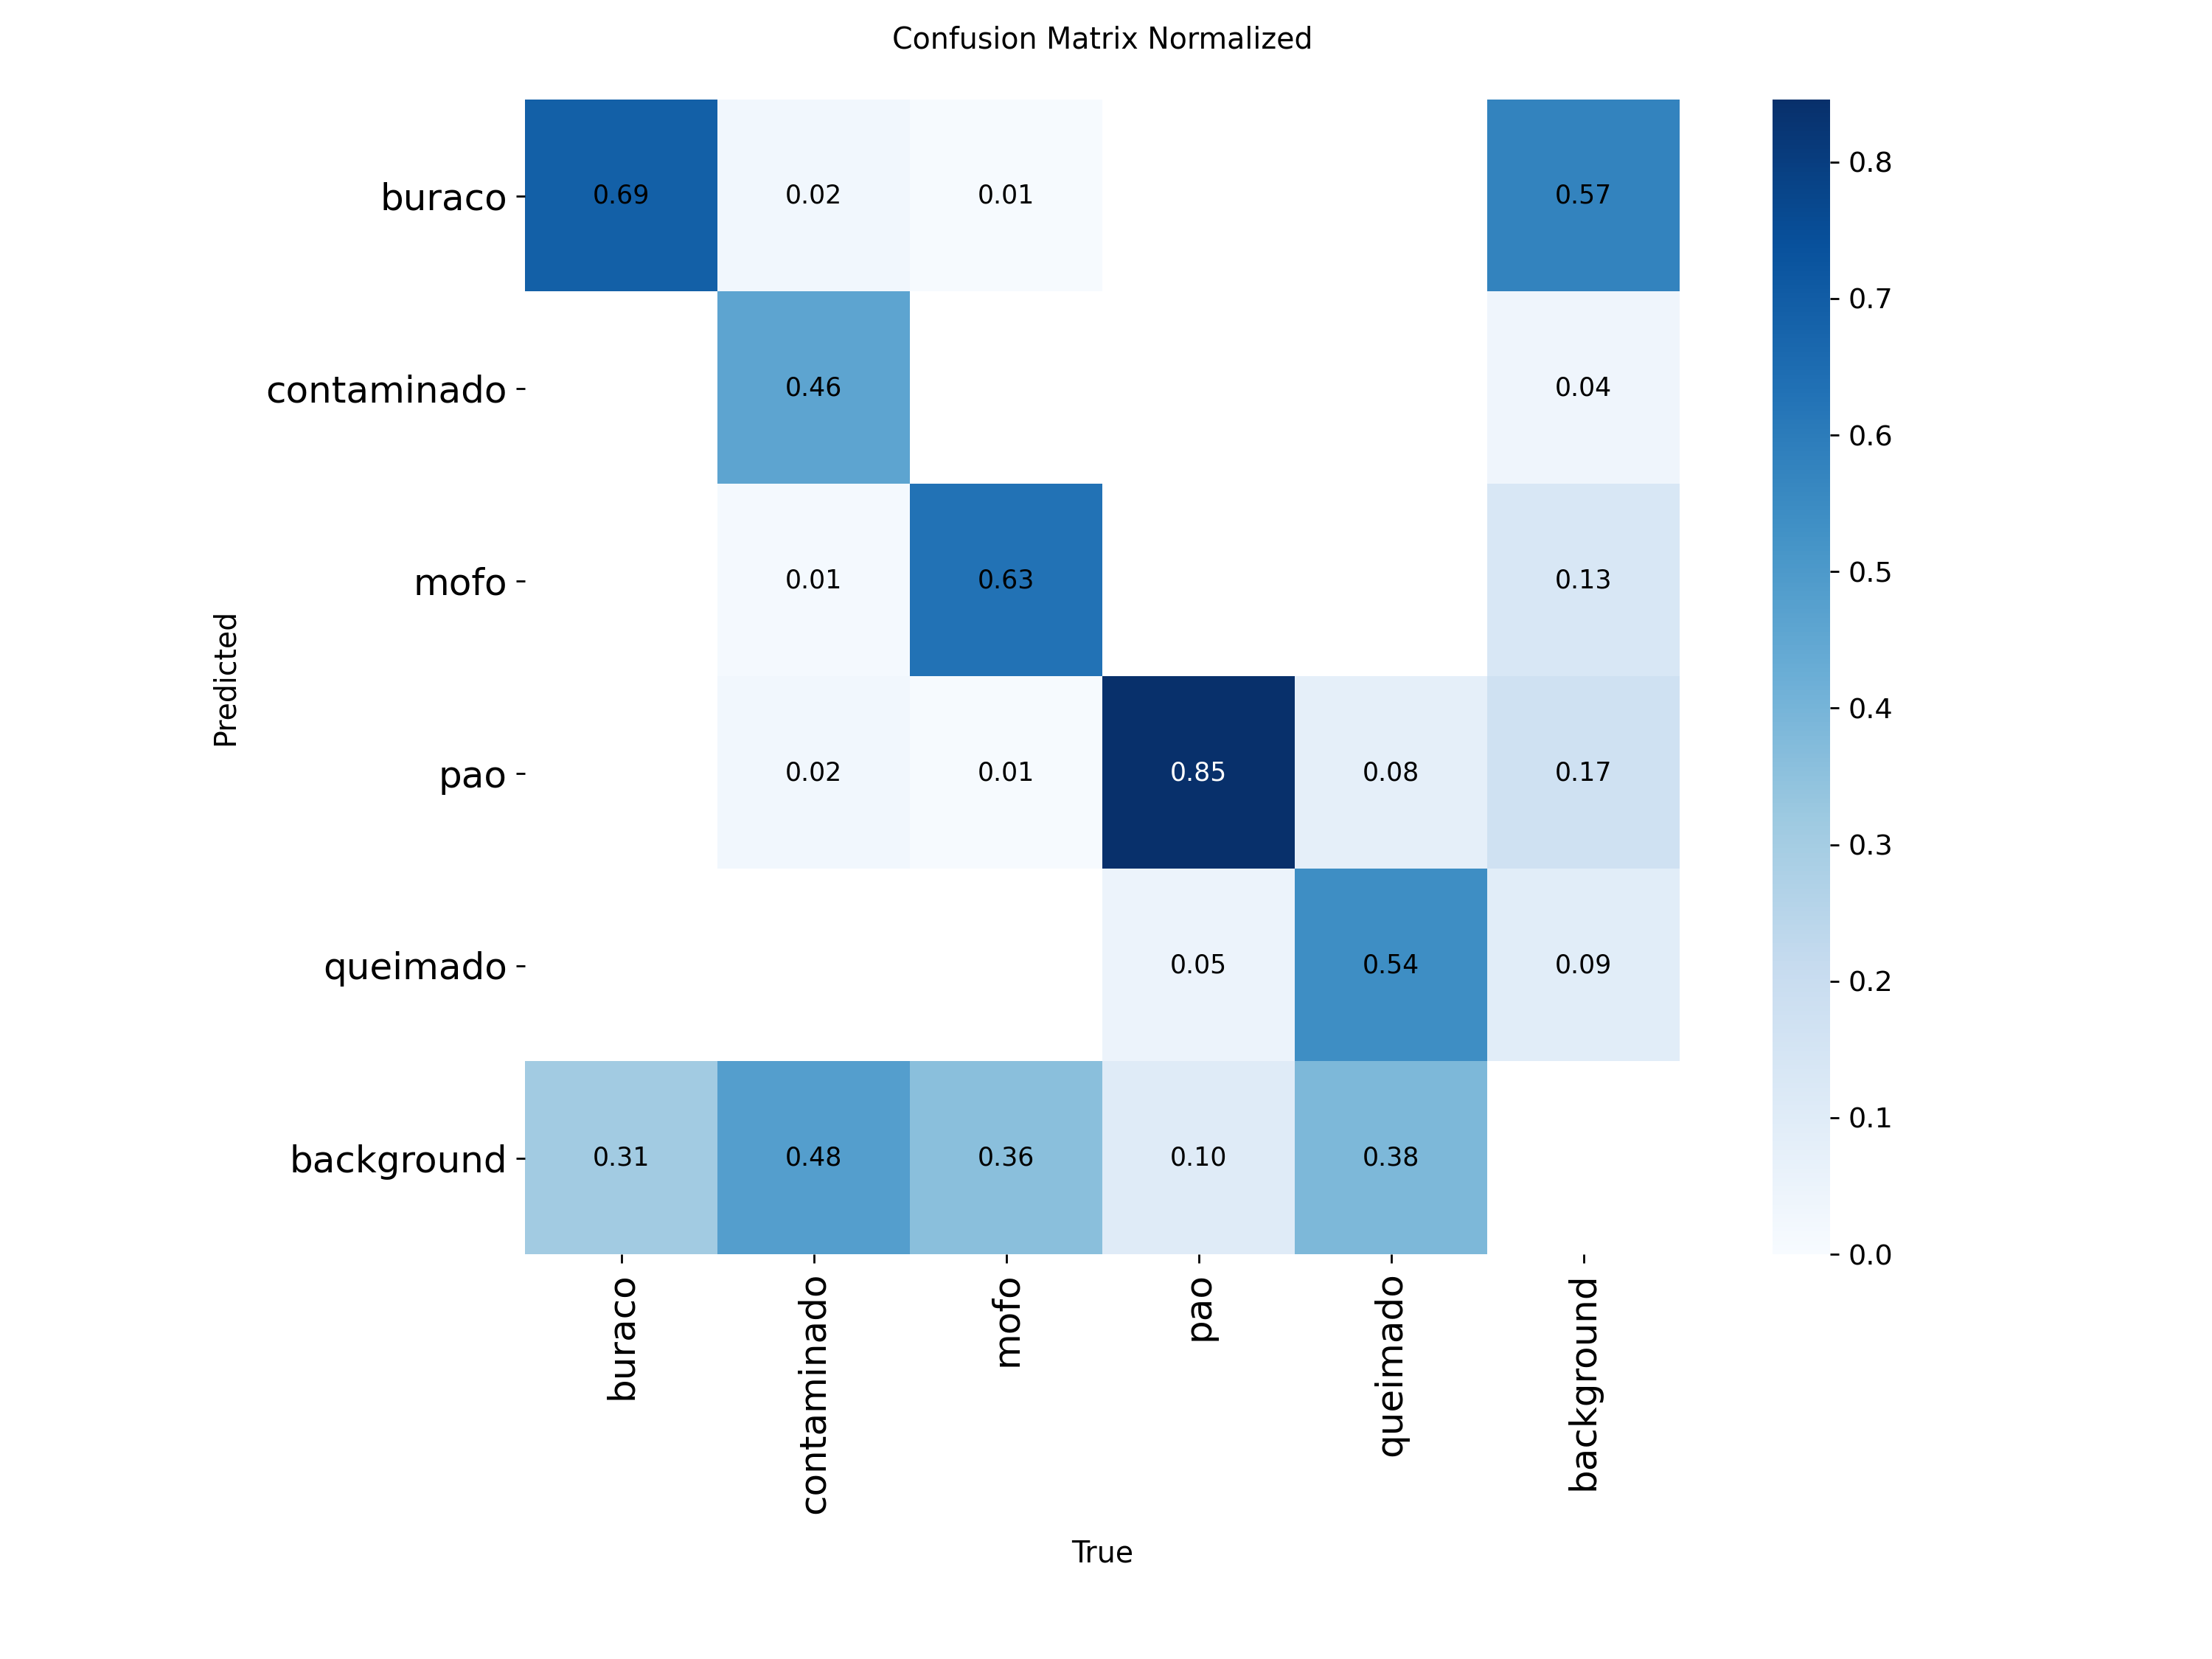 Confusion Matrix Normalized
buraco 0.69 0.02 0.01 0.57
contaminado 0.46 0.04
mofo 0.01 0.63 0.13
pao 0.02 0.01 0.85 0.08 0.17
queimado 0.05 0.54 0.09
background 0.31 0.48 0.36 0.10 0.38
Predicted
buraco contaminado mofo pao queimado background
True
0.8
0.7
0.6
0.5
0.4
0.3
0.2
0.1
0.0